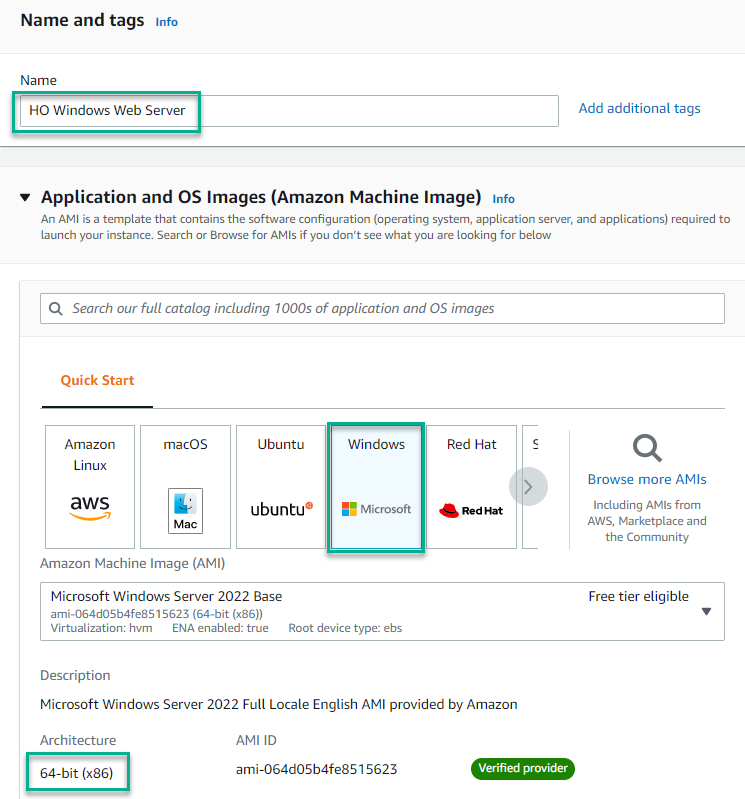 Name and tags Info
Name
HO Windows Web Server
Add additional tags
Application and OS Images (Amazon Machine Image) Info
An AMI is a template that contains the software configuration (operating system, application server, and applications) required to
launch your instance. Search or Browse for AMIs if you don't see what you are looking for below
Search our full catalog including 1000s of application and OS images
Quick Start
Amazon
Linux
aws
macOS
Mac
Ubuntu
ubuntu
Windows
Microsoft
Red Hat
Red Hat
S
Browse more AMIs
Including AMIs from
AWS, Marketplace and
the Community
Amazon Machine Image (AMI)
Microsoft Windows Server 2022 Base
Free tier eligible
ami-064d05b4fe8515623 (64-bit (x86))
Virtualization: hvm ENA enabled: true Root device type: ebs
Description
Microsoft Windows Server 2022 Full Locale English AMI provided by Amazon
Architecture
64-bit (x86)
AMI ID
ami-064d05b4fe8515623
Verified provider